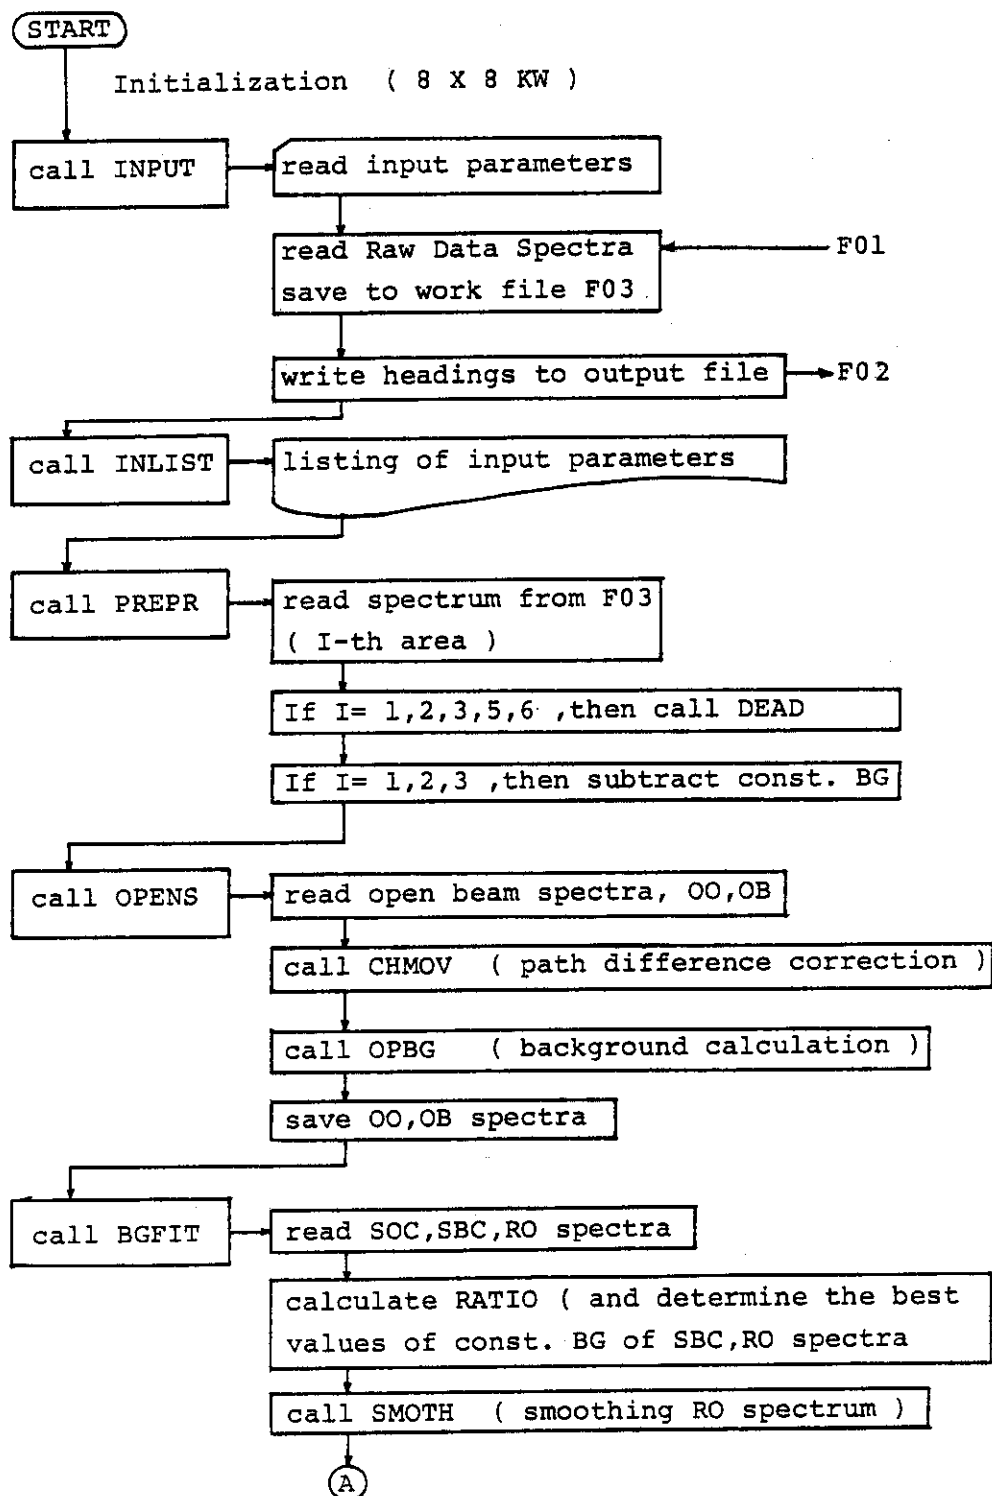 START
Initialization ( 8 X 8 KW )
call INPUT
read input parameters
read Raw Data Spectra
save to work file F03
F01
write headings to output file
F02
call INLIST
listing of input parameters
call PREPR
read spectrum from F03
( I-th area )
If I= 1,2,3,5,6 ,then call DEAD
If I= 1,2,3 ,then subtract const. BG
call OPENS
read open beam spectra, OO,OB
call CHMOV ( path difference correction )
call OPBG ( background calculation )
save OO,OB spectra
call BGFIT
read SOC,SBC,RO spectra
calculate RATIO ( and determine the best
values of const. BG of SBC,RO spectra
call SMOTH ( smoothing RO spectrum )
A